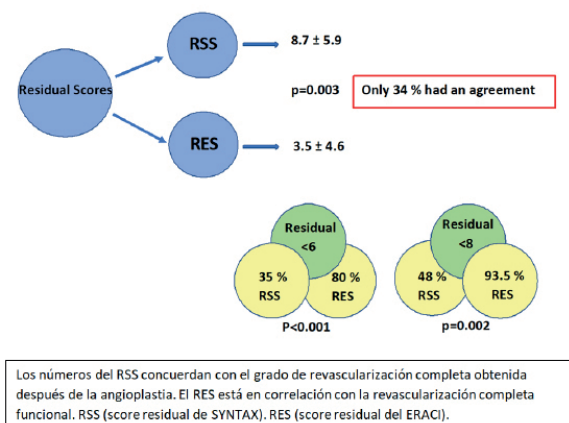 RSS
8.7 ± 5.9
Residual Scores
p=0.003
Only 34 % had an agreement
RES
3.5 ± 4.6
Residual
<6
35 %
RSS
80 %
RES
P<0.001
Residual
<8
48 %
RSS
93.5 %
RES
p=0.002
Los números del RSS concuerdan con el grado de revascularización completa obtenida
después de la angioplastia. El RES está en correlación con la revascularización completa
funcional. RSS (score residual de SYNTAX). RES (score residual del ERACI).